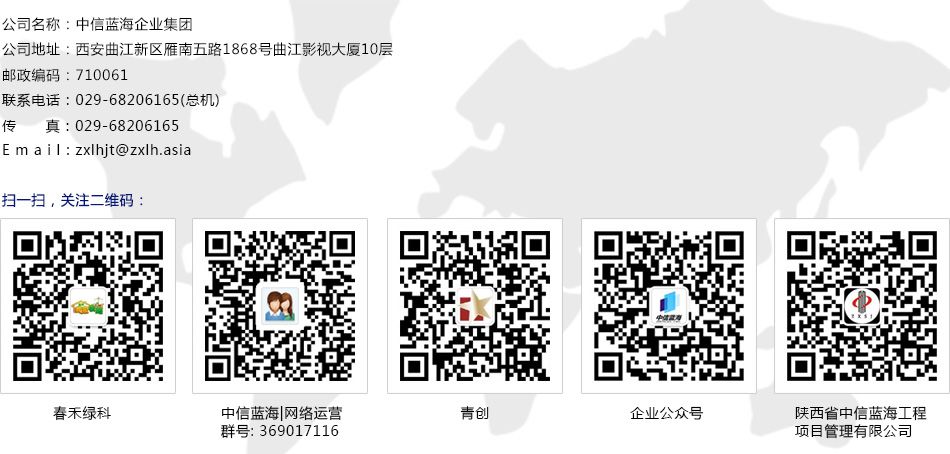 公司名称：中信蓝海企业集团
公司地址：西安曲江新区雁南五路1868号曲江影视大厦10层
邮政编码：710061
联系电话：029-68206165(总机)
传　　真：029-68206165
E m a i l：zxlhjt@zxlh.asia
扫一扫，关注二维码：
中信蓝海
ZXSJ
春禾绿科
中信蓝海|网络运营
群号: 369017116
青创
企业公众号
陕西省中信蓝海工程
项目管理有限公司